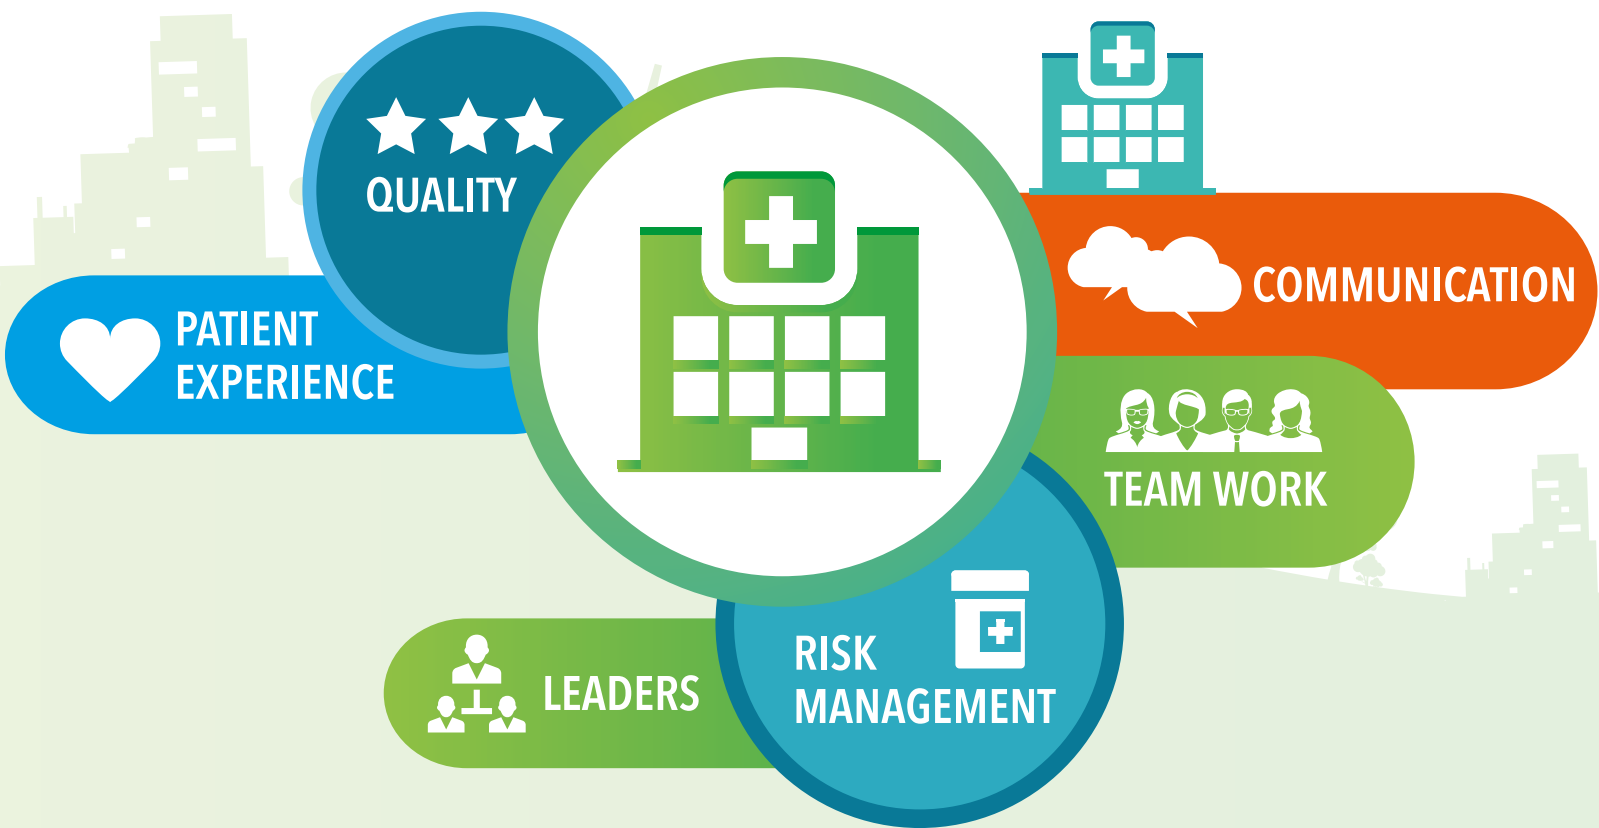 QUALITY
PATIENT
EXPERIENCE
COMMUNICATION
TEAM WORK
RISK
MANAGEMENT
LEADERS